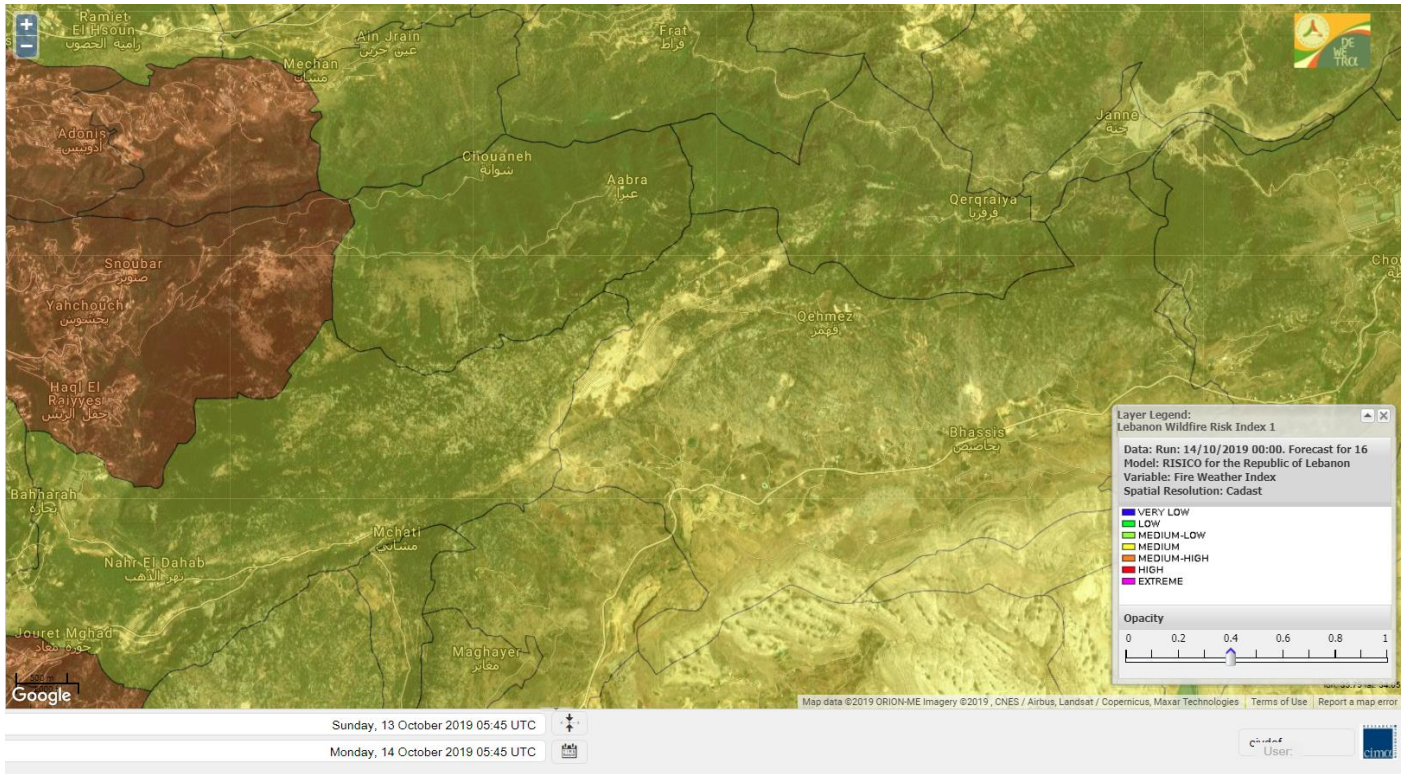 +
−
Ramiet
El Hsoun
رامية الحصون
Ain Jrain
عين جرين
Frat
فراط
Mechan
مشان
DE
WE
TRα
Janne
جنة
Adonis
أدونيس
Chouaneh
شوانة
Aabra
عبرا
Qerqraiya
قرقريا
Snoubar
صنوبر
Yahchouch
يحشوش
Qehmez
قهمز
Haql El
Raiyyes
حقل الريس
Bhassis
بحاصيص
Bahharah
بحارة
Mchati
مشاتي
Nahr El Dahab
نهر الذهب
Jouret Mghad
Maghayer
مغائر
Layer Legend:
Lebanon Wildfire Risk Index 1
Data: Run: 14/10/2019 00:00. Forecast for 16
Model: RISICO for the Republic of Lebanon
Variable: Fire Weather Index
Spatial Resolution: Cadast
VERY LOW
LOW
MEDIUM-LOW
MEDIUM
MEDIUM-HIGH
HIGH
EXTREME
Opacity
0 0.2 0.4 0.6 0.8 1
500 m
Google
Map data ©2019 ORION-ME Imagery ©2019 , CNES / Airbus, Landsat / Copernicus, Maxar Technologies Terms of Use Report a map error
Sunday, 13 October 2019 05:45 UTC
Monday, 14 October 2019 05:45 UTC
User:
cima